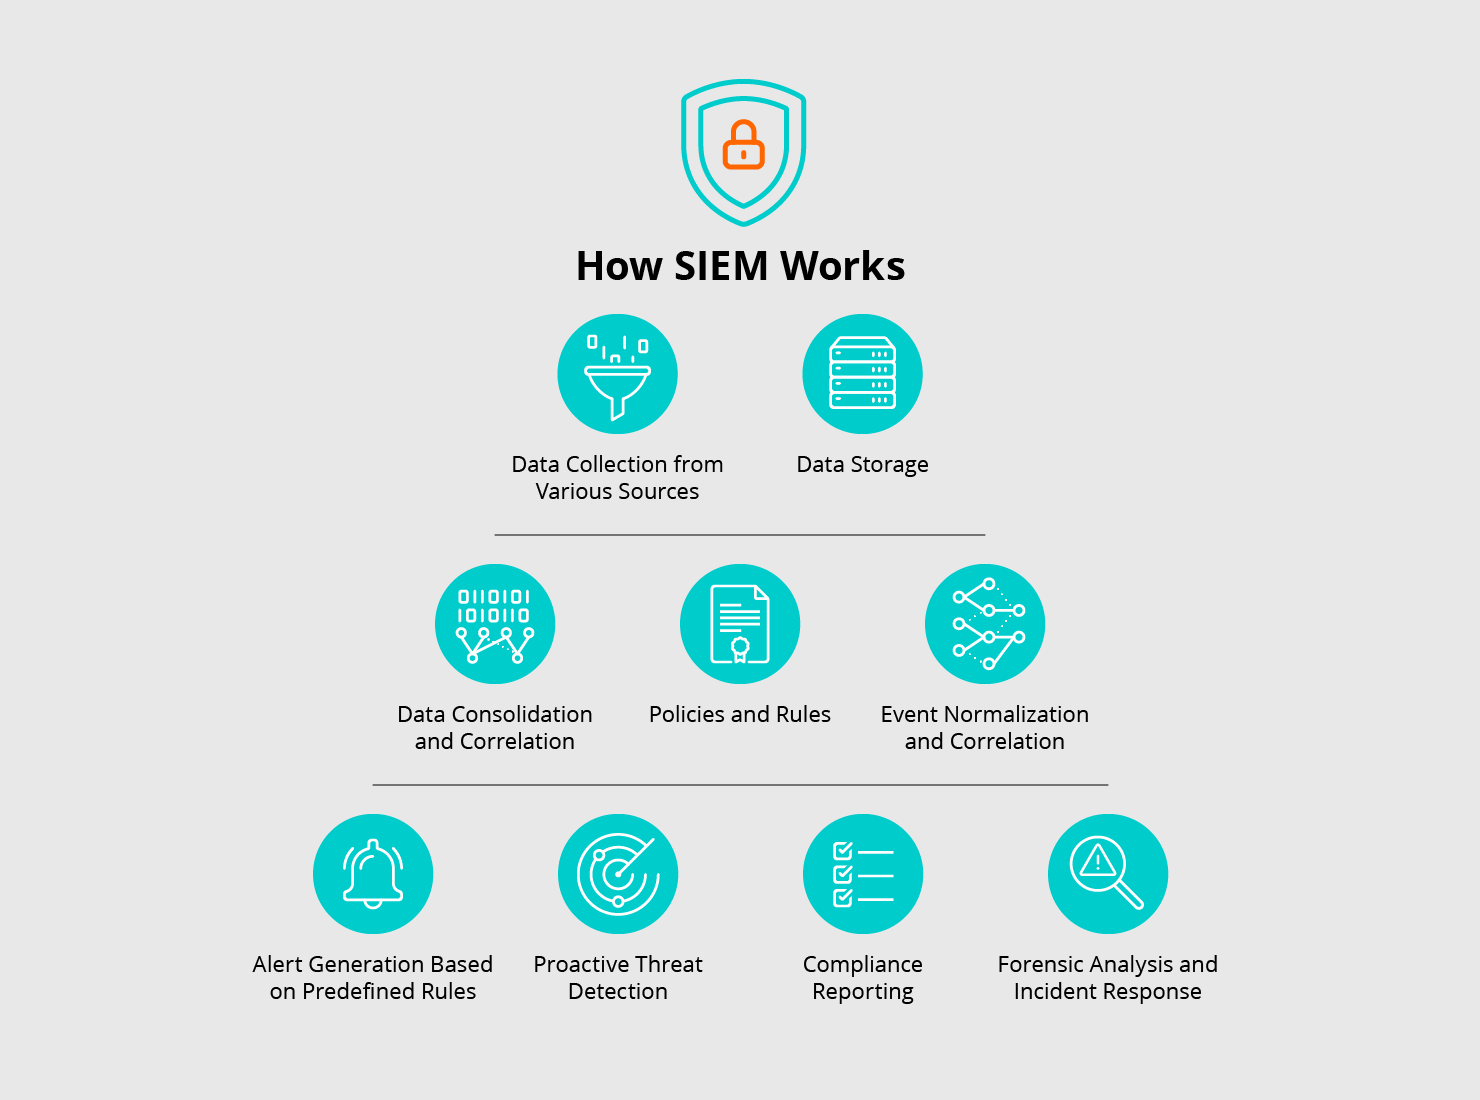 How SIEM Works
Data Collection from
Various Sources
Data Storage
0110101
0101110
Data Consolidation
and Correlation
Policies and Rules
Event Normalization
and Correlation
Alert Generation Based
on Predefined Rules
Proactive Threat
Detection
Compliance
Reporting
Forensic Analysis and
Incident Response